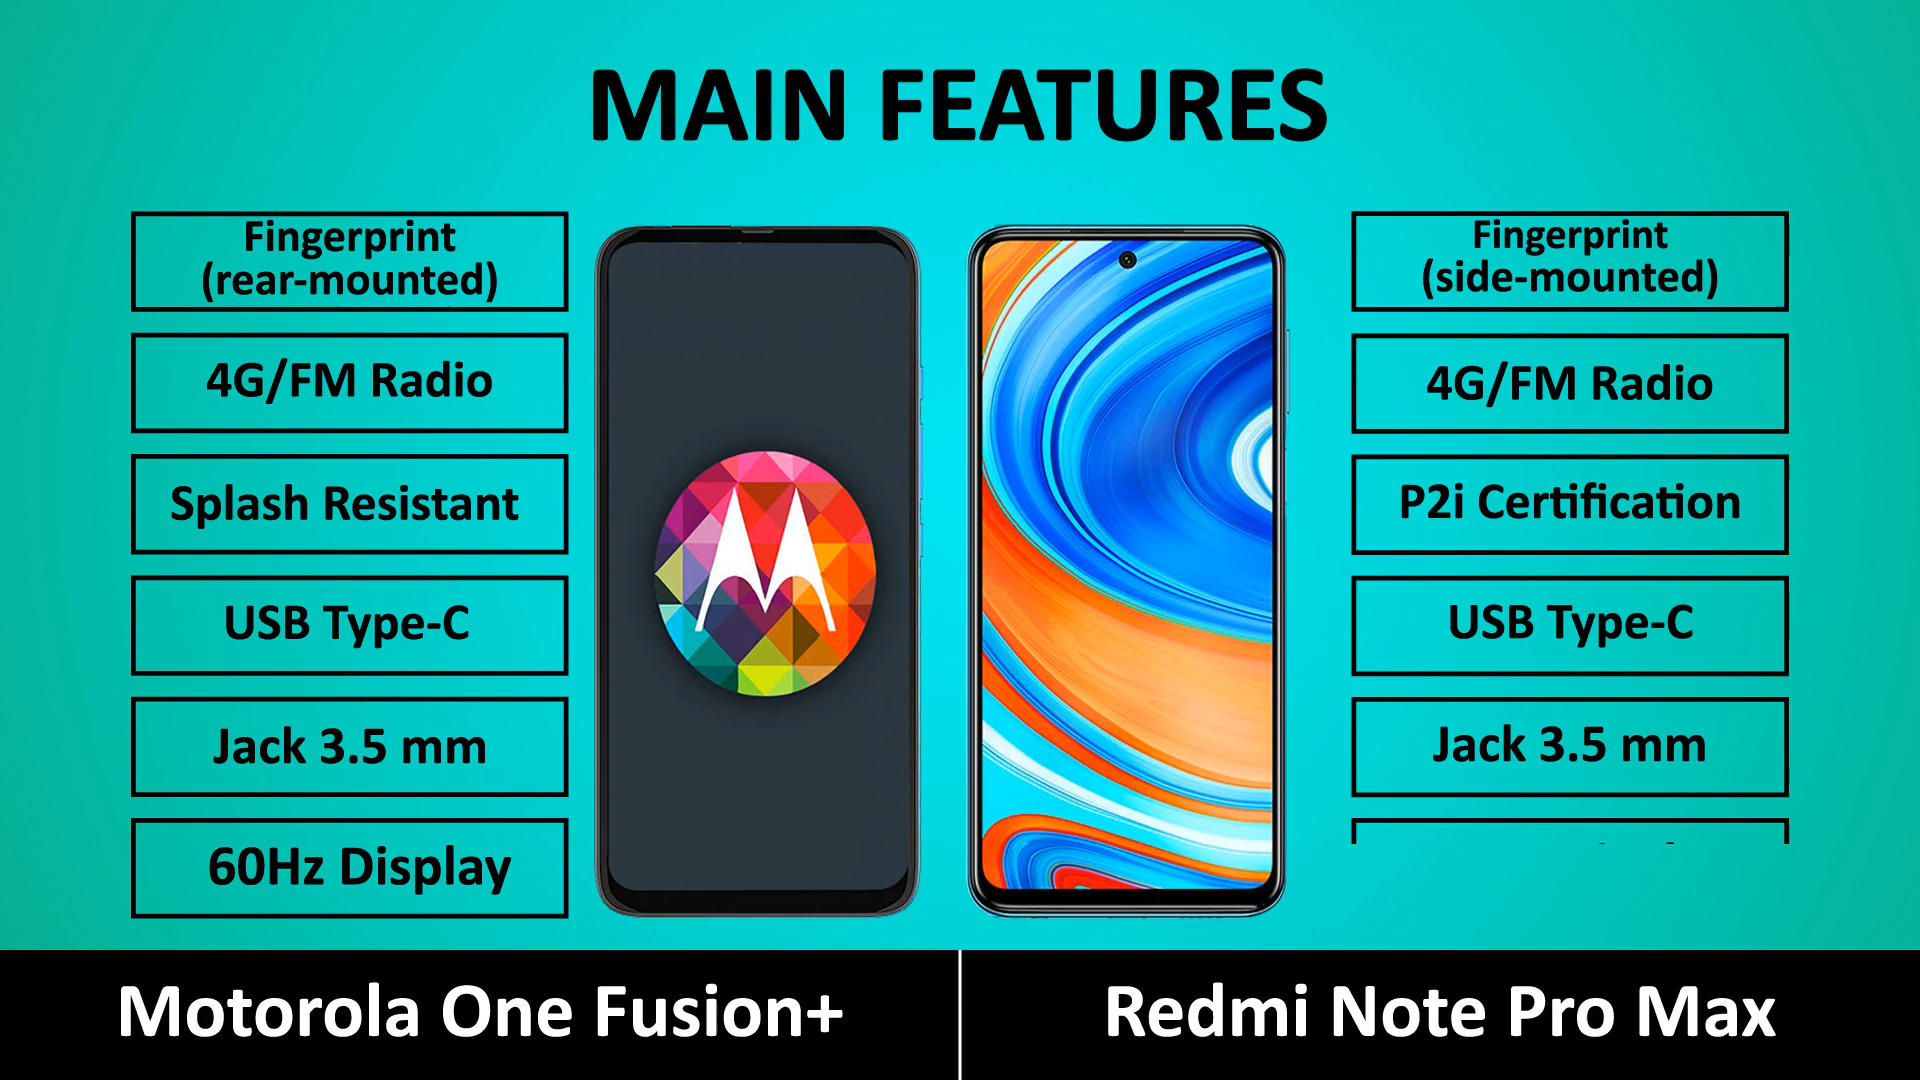 MAIN FEATURES
Fingerprint
(rear-mounted)
4G/FM Radio
Splash Resistant
USB Type-C
Jack 3.5 mm
60Hz Display
Fingerprint
(side-mounted)
4G/FM Radio
P2i Certification
USB Type-C
Jack 3.5 mm
Motorola One Fusion+
Redmi Note Pro Max